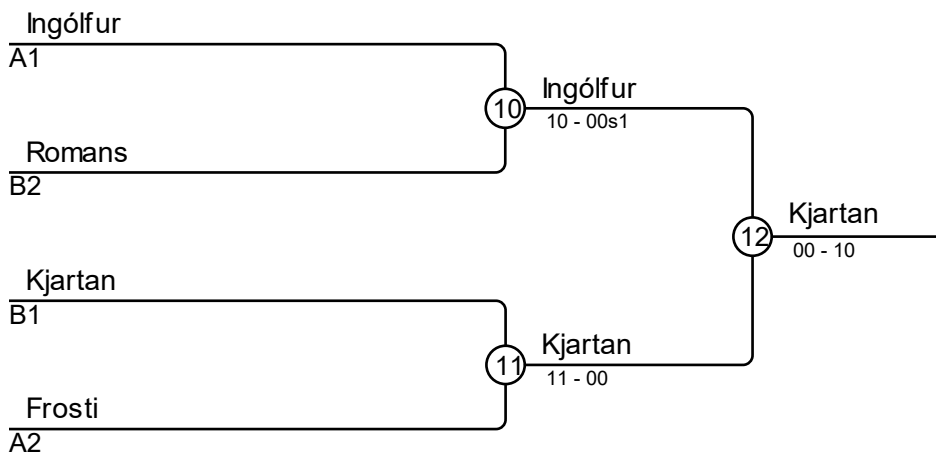 Ingólfur
A1
10
Ingólfur
10 - 00s1
Romans
B2
12
Kjartan
00 - 10
Kjartan
B1
11
Kjartan
11 - 00
Frosti
A2